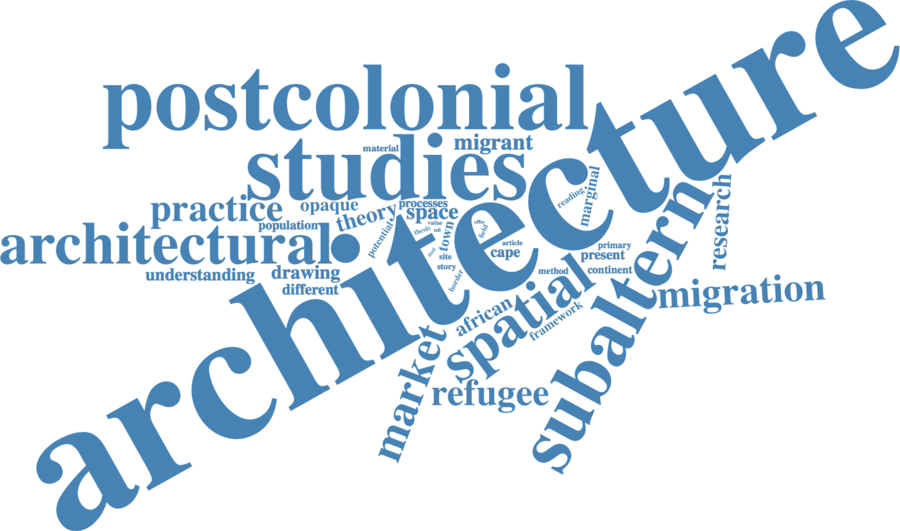 architecture
postcolonial
studies
material
migrant
practice
opaque
theory
processes
space
population
architectural
potential
thesis
value
tell
town
offer
field
reading
marginal
research
subaltern
understanding
drawing
different
site
story
border
article
cape
primary
present
method
continent
african
framework
spatial
market
refugee
migration